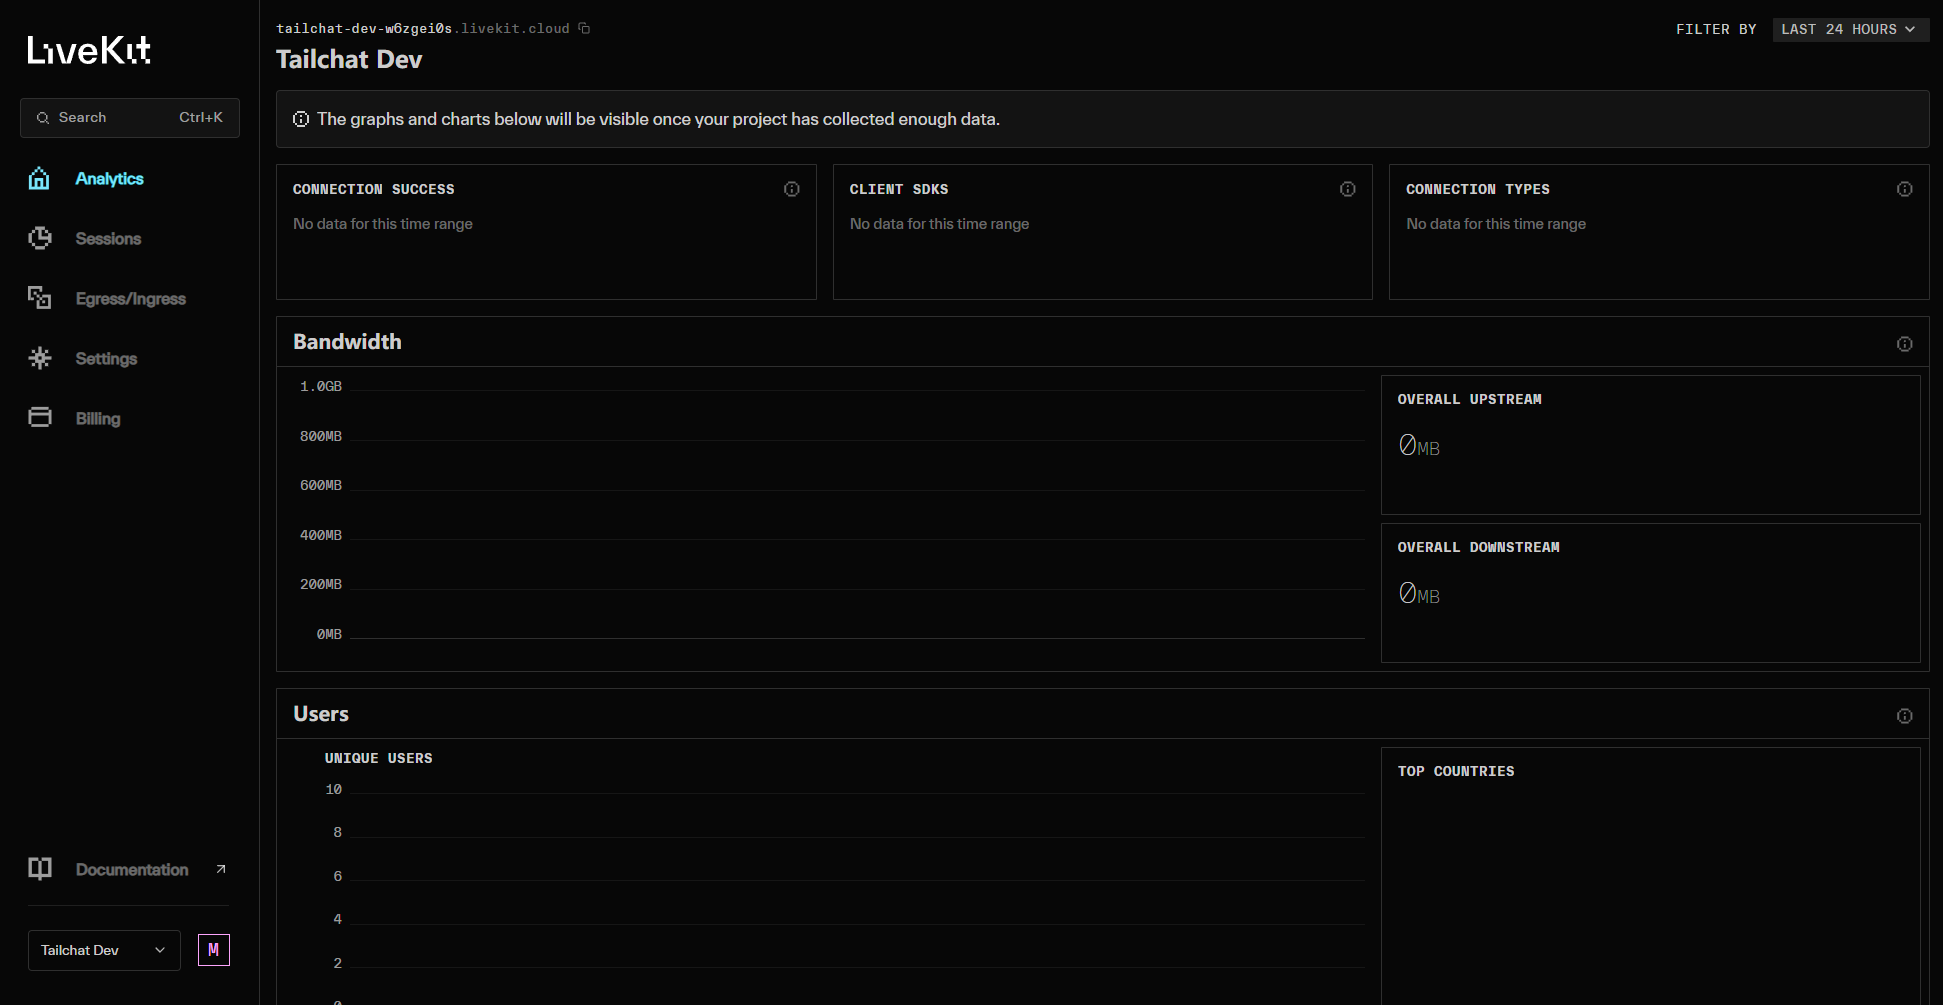 LiveKit
Search Ctrl+K
Analytics
Sessions
Egress/Ingress
Settings
Billing
Documentation
Tailchat Dev
M
tailchat-dev-w6zgei0s.livekit.cloud
Tailchat Dev
FILTER BY LAST 24 HOURS
The graphs and charts below will be visible once your project has collected enough data.
CONNECTION SUCCESS
No data for this time range
CLIENT SDKS
No data for this time range
CONNECTION TYPES
No data for this time range
Bandwidth
1.0GB
800MB
600MB
400MB
200MB
0MB
OVERALL UPSTREAM
0MB
OVERALL DOWNSTREAM
0MB
Users
UNIQUE USERS
10
8
6
4
2
0
TOP COUNTRIES